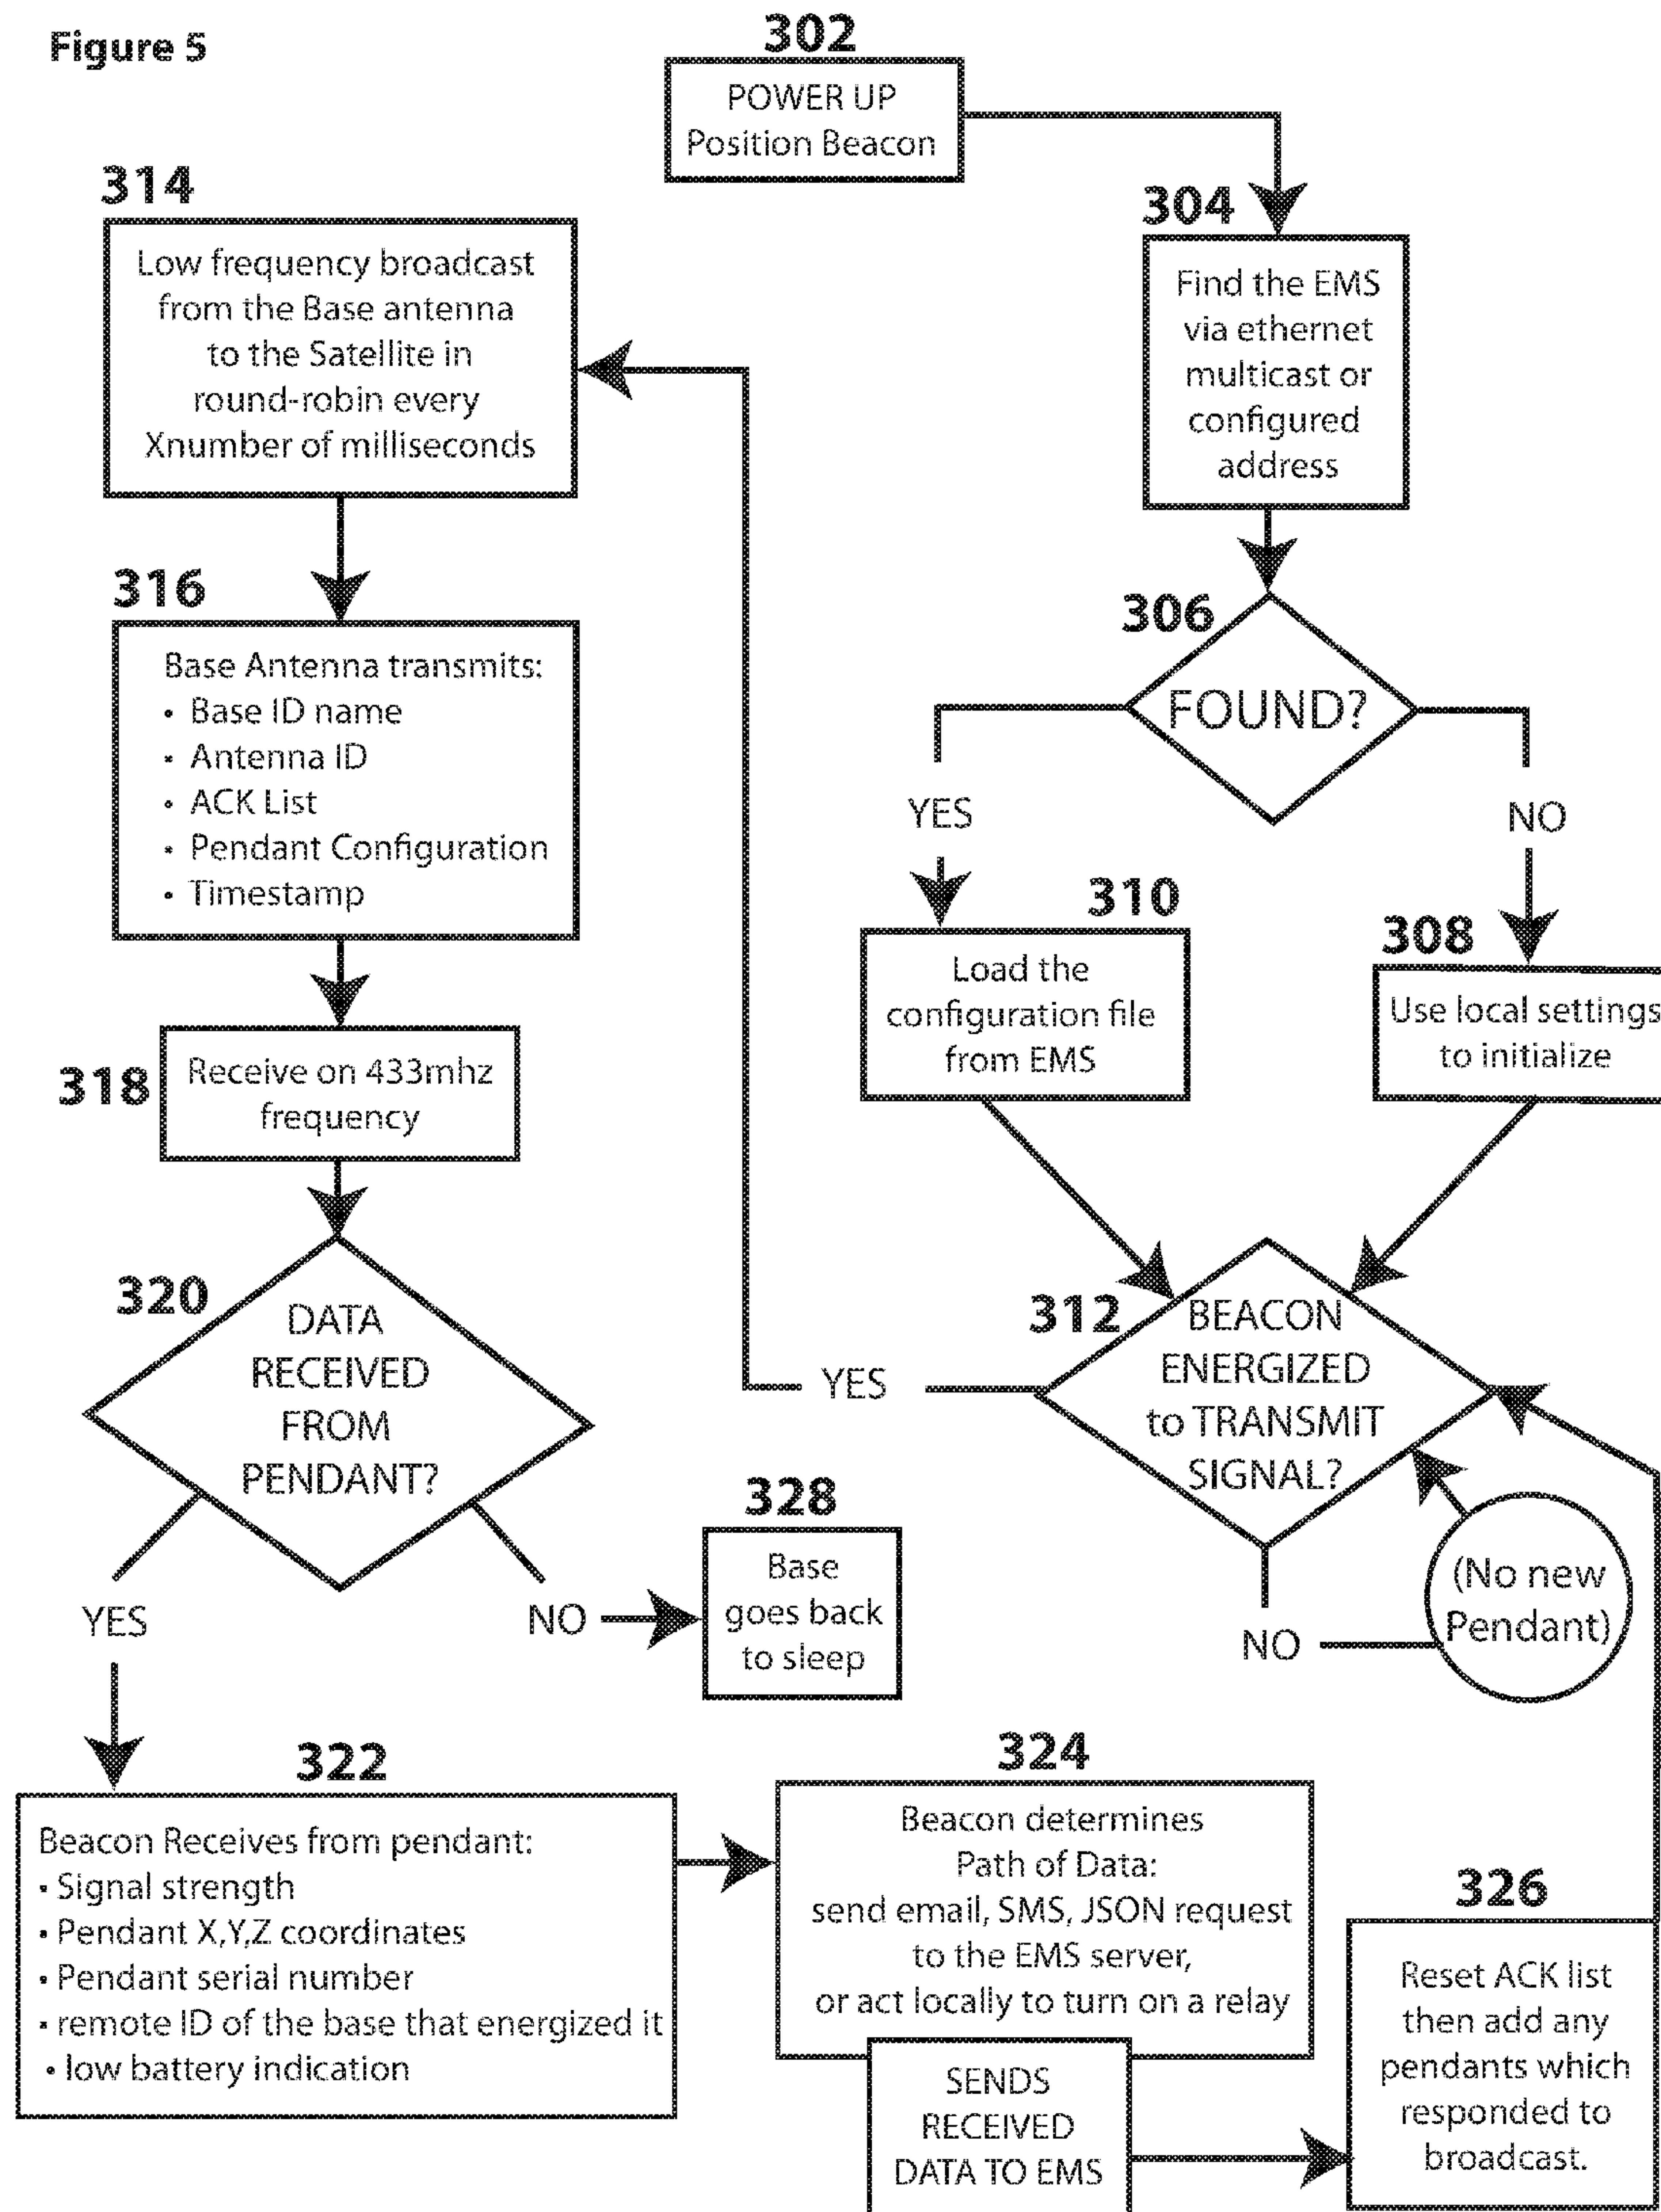 Figure 5
302
POWER UP
Position Beacon
304
Find the EMS
via ethernet
multicast or
configured
address
306
FOUND?
YES
NO
310
Load the
configuration file
from EMS
308
Use local settings
to initialize
312
BEACON
ENERGIZED
to TRANSMIT
SIGNAL?
YES
NO
(No new
Pendant)
314
Low frequency broadcast
from the Base antenna
to the Satellite in
round-robin every
Xnumber of milliseconds
316
Base Antenna transmits:
• Base ID name
• Antenna ID
• ACK List
• Pendant Configuration
• Timestamp
318
Receive on 433mhz
frequency
320
DATA
RECEIVED
FROM
PENDANT?
YES
NO
328
Base
goes back
to sleep
322
Beacon Receives from pendant:
• Signal strength
• Pendant X,Y,Z coordinates
• Pendant serial number
• remote ID of the base that energized it
• low battery indication
324
Beacon determines
Path of Data:
send email, SMS, JSON request
to the EMS server,
or act locally to turn on a relay
SENDS
RECEIVED
DATA TO EMS
326
Reset ACK list
then add any
pendants which
responded to
broadcast.